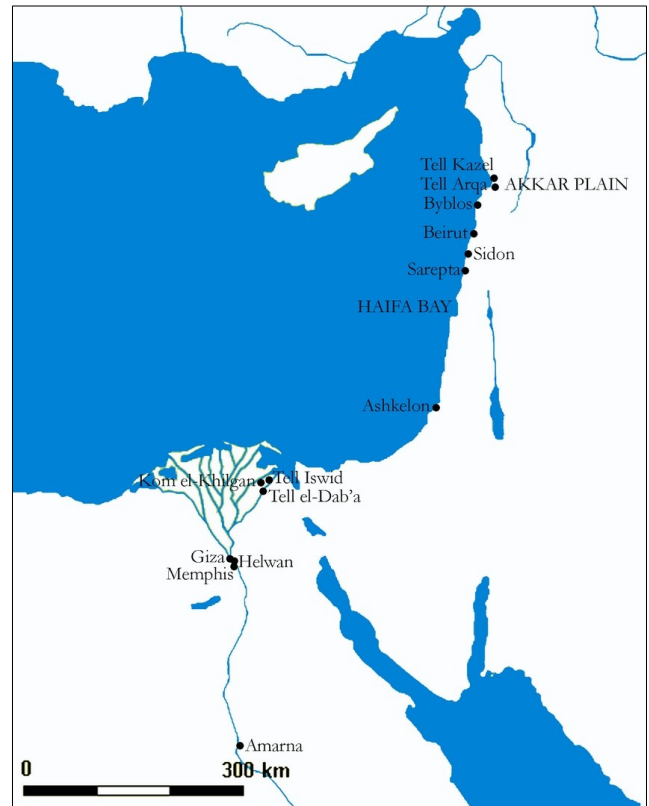 Tell Kazel
Tell Arqa AKKAR PLAIN
Byblos
Beirut
Sidon
Sarepta
HAIFA BAY
Ashkelon
Tell Iswid
Kom el-Khilgan
Tell el-Dab'a
Giza
Helwan
Memphis
Amarna
0 300 km